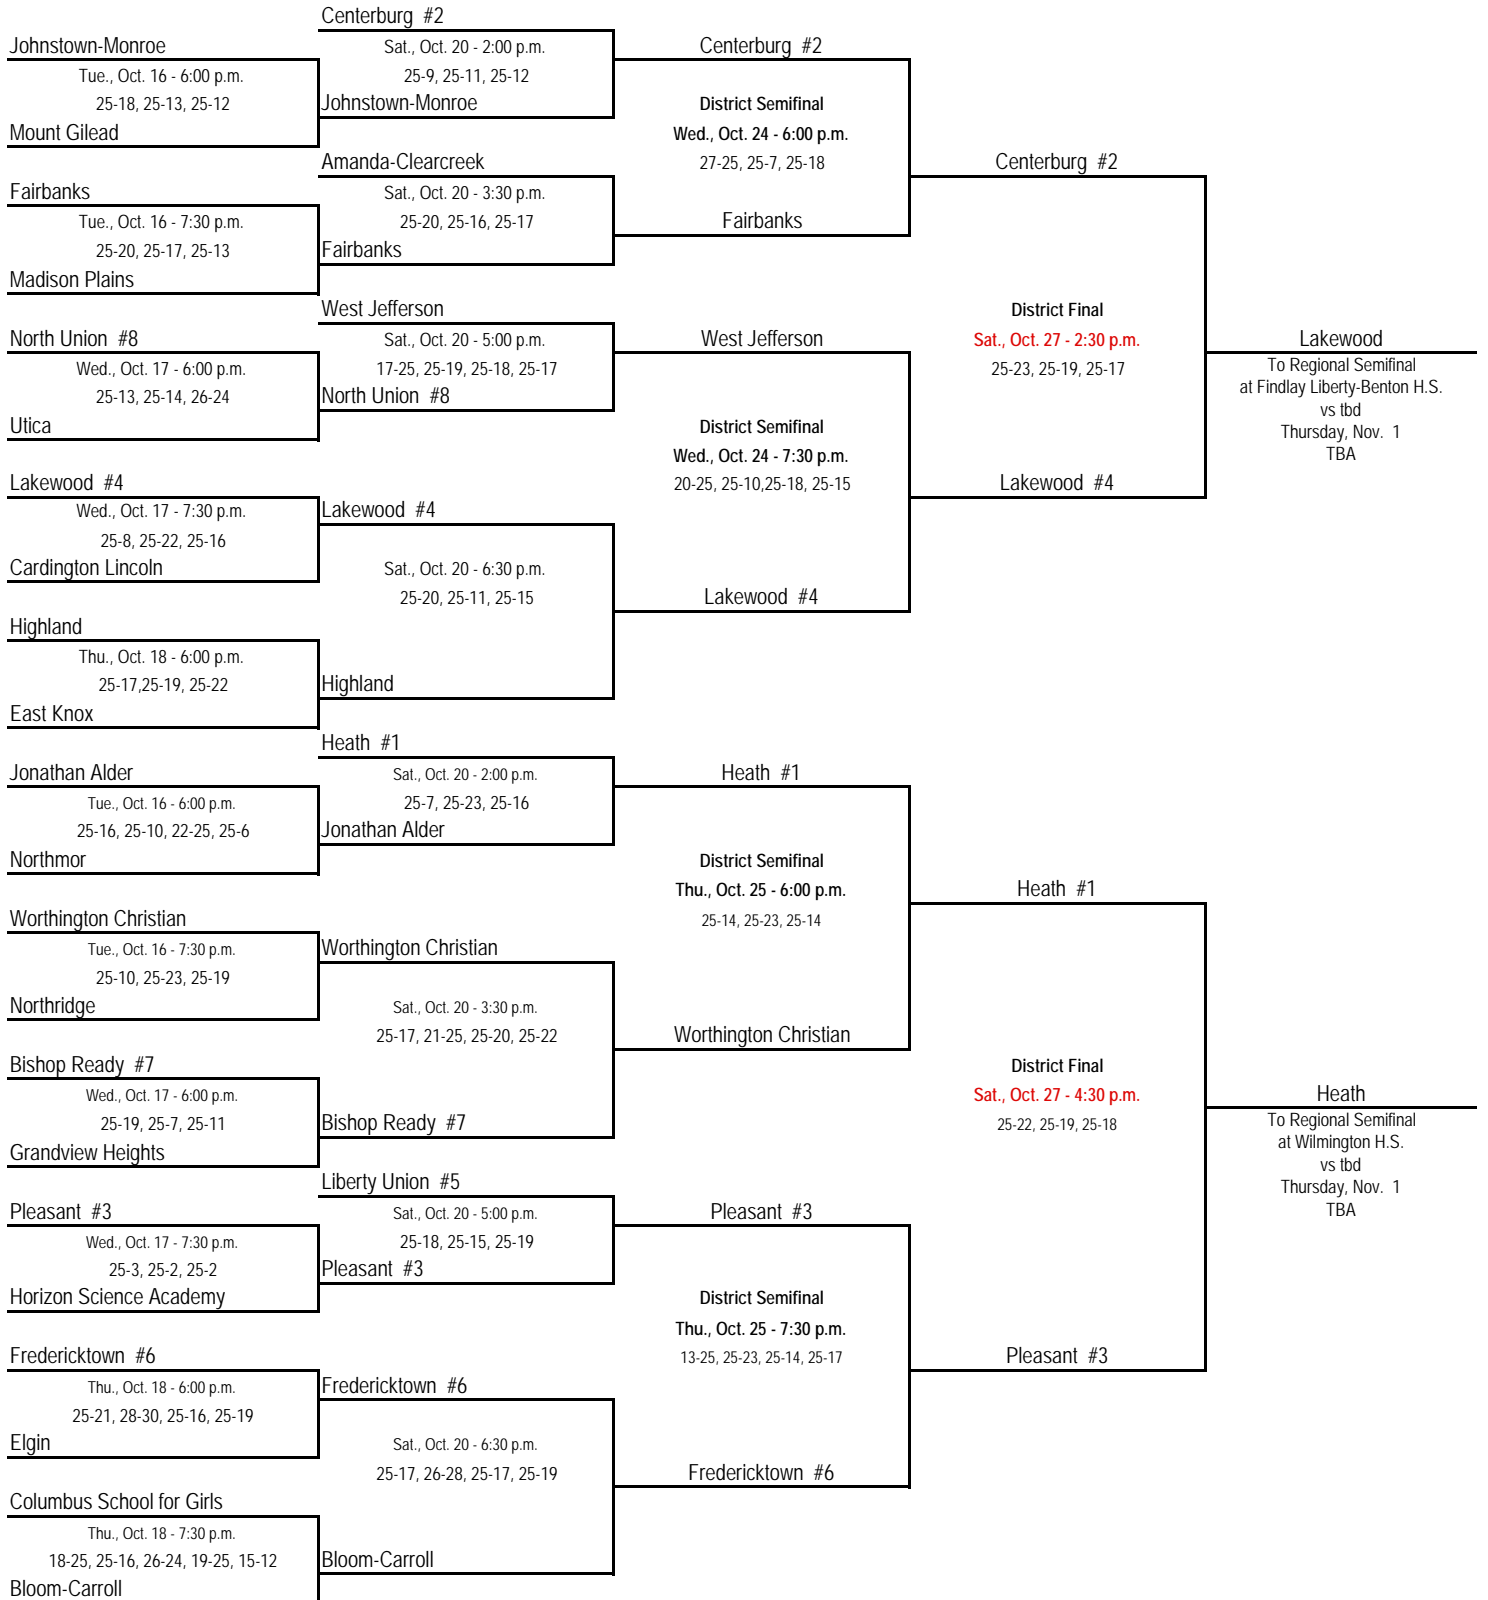 Centerburg #2
Johnstown-Monroe
Sat., Oct. 20 - 2:00 p.m.
Centerburg #2
Tue., Oct. 16 - 6:00 p.m.
25-9, 25-11, 25-12
25-18, 25-13, 25-12
Johnstown-Monroe
District Semifinal
Mount Gilead
Wed., Oct. 24 - 6:00 p.m.
Amanda-Clearcreek
27-25, 25-7, 25-18
Centerburg #2
Fairbanks
Sat., Oct. 20 - 3:30 p.m.
Tue., Oct. 16 - 7:30 p.m.
25-20, 25-16, 25-17
Fairbanks
25-20, 25-17, 25-13
Fairbanks
Madison Plains
West Jefferson
District Final
North Union #8
Sat., Oct. 20 - 5:00 p.m.
West Jefferson
Sat., Oct. 27 - 2:30 p.m.
Lakewood
Wed., Oct. 17 - 6:00 p.m.
17-25, 25-19, 25-18, 25-17
25-23, 25-19, 25-17
To Regional Semifinal
at Findlay Liberty-Benton H.S.
25-13, 25-14, 26-24
North Union #8
vs tbd
Utica
District Semifinal
Thursday, Nov. 1
Wed., Oct. 24 - 7:30 p.m.
TBA
Lakewood #4
20-25, 25-10,25-18, 25-15
Lakewood #4
Wed., Oct. 17 - 7:30 p.m.
Lakewood #4
25-8, 25-22, 25-16
Cardington Lincoln
Sat., Oct. 20 - 6:30 p.m.
25-20, 25-11, 25-15
Lakewood #4
Highland
Thu., Oct. 18 - 6:00 p.m.
25-17,25-19, 25-22
Highland
East Knox
Heath #1
Jonathan Alder
Sat., Oct. 20 - 2:00 p.m.
Heath #1
Tue., Oct. 16 - 6:00 p.m.
25-7, 25-23, 25-16
25-16, 25-10, 22-25, 25-6
Jonathan Alder
Northmor
District Semifinal
Thu., Oct. 25 - 6:00 p.m.
Heath #1
Worthington Christian
25-14, 25-23, 25-14
Tue., Oct. 16 - 7:30 p.m.
Worthington Christian
25-10, 25-23, 25-19
Northridge
Sat., Oct. 20 - 3:30 p.m.
25-17, 21-25, 25-20, 25-22
Worthington Christian
Bishop Ready #7
District Final
Wed., Oct. 17 - 6:00 p.m.
Sat., Oct. 27 - 4:30 p.m.
Heath
25-19, 25-7, 25-11
Bishop Ready #7
25-22, 25-19, 25-18
To Regional Semifinal
at Wilmington H.S.
Grandview Heights
vs tbd
Liberty Union #5
Thursday, Nov. 1
Pleasant #3
Sat., Oct. 20 - 5:00 p.m.
Pleasant #3
TBA
Wed., Oct. 17 - 7:30 p.m.
25-18, 25-15, 25-19
25-3, 25-2, 25-2
Pleasant #3
Horizon Science Academy
District Semifinal
Thu., Oct. 25 - 7:30 p.m.
Fredericktown #6
13-25, 25-23, 25-14, 25-17
Pleasant #3
Thu., Oct. 18 - 6:00 p.m.
Fredericktown #6
25-21, 28-30, 25-16, 25-19
Elgin
Sat., Oct. 20 - 6:30 p.m.
25-17, 26-28, 25-17, 25-19
Fredericktown #6
Columbus School for Girls
Thu., Oct. 18 - 7:30 p.m.
18-25, 25-16, 26-24, 19-25, 15-12
Bloom-Carroll
Bloom-Carroll